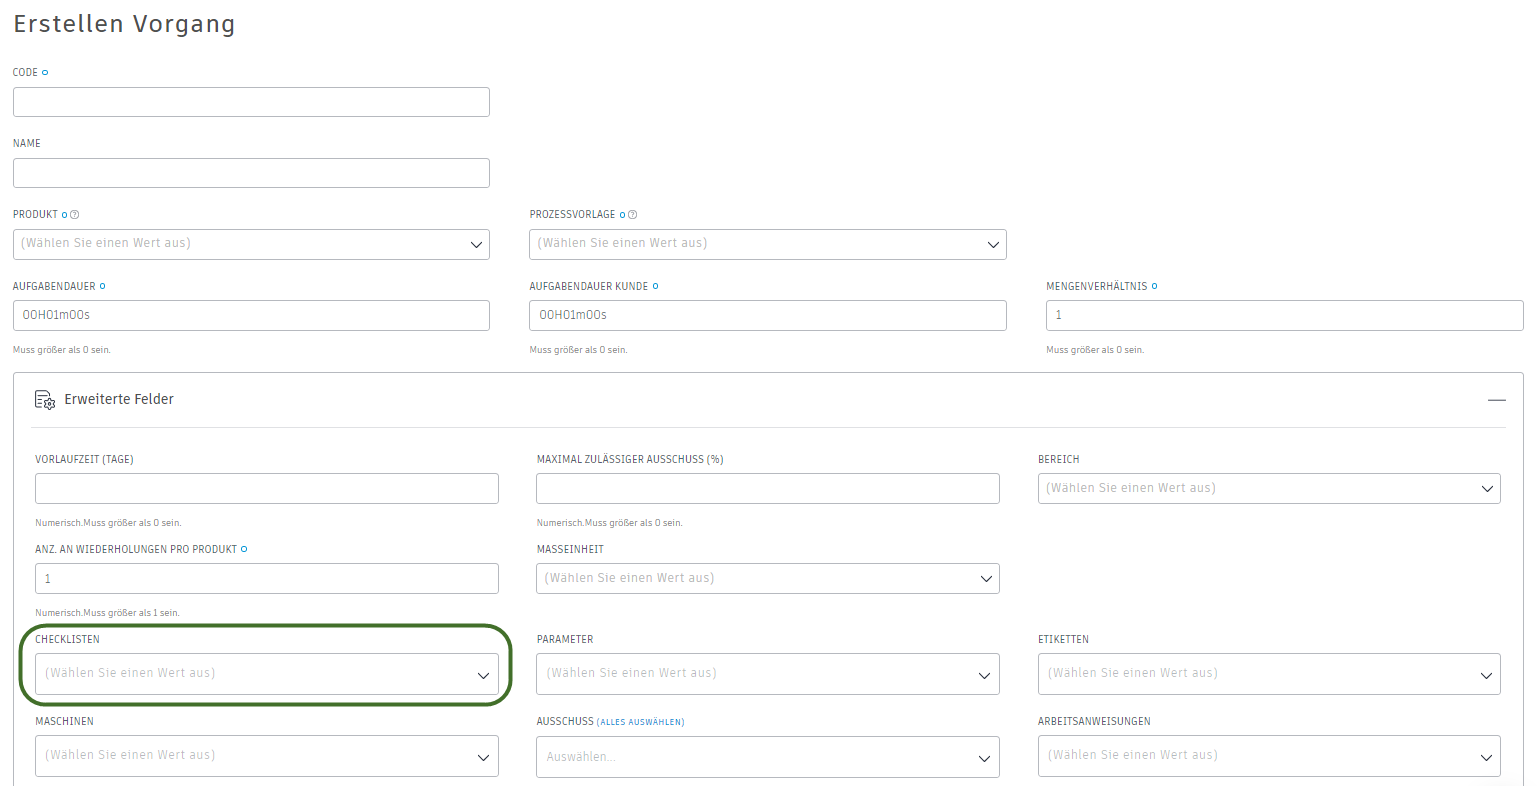 Erstellen Vorgang
CODE
NAME
PRODUKT PROZESSVORLAGE
(Wählen Sie einen Wert aus) (Wählen Sie einen Wert aus)
AUFGABENDAUER AUFGABENDAUER KUNDE MENGENVERHÄLTNIS
00H01m00s 00H01m00s 1
Muss größer als 0 sein. Muss größer als 0 sein. Muss größer als 0 sein.
Erweiterte Felder
VORLAUFZEIT (TAGE) MAXIMAL ZULÄSSIGER AUSSCHUSS (%) BEREICH
(Wählen Sie einen Wert aus)
Numerisch.Muss größer als 0 sein. Numerisch.Muss größer als 0 sein.
ANZ. AN WIEDERHOLUNGEN PRO PRODUKT MASSEINHEIT
1 (Wählen Sie einen Wert aus)
Numerisch.Muss größer als 1 sein.
CHECKLISTEN PARAMETER ETIKETTEN
(Wählen Sie einen Wert aus) (Wählen Sie einen Wert aus) (Wählen Sie einen Wert aus)
MASCHINEN AUSSCHUSS (ALLES AUSWÄHLEN) ARBEITSANWEISUNGEN
(Wählen Sie einen Wert aus) Auswählen... (Wählen Sie einen Wert aus)